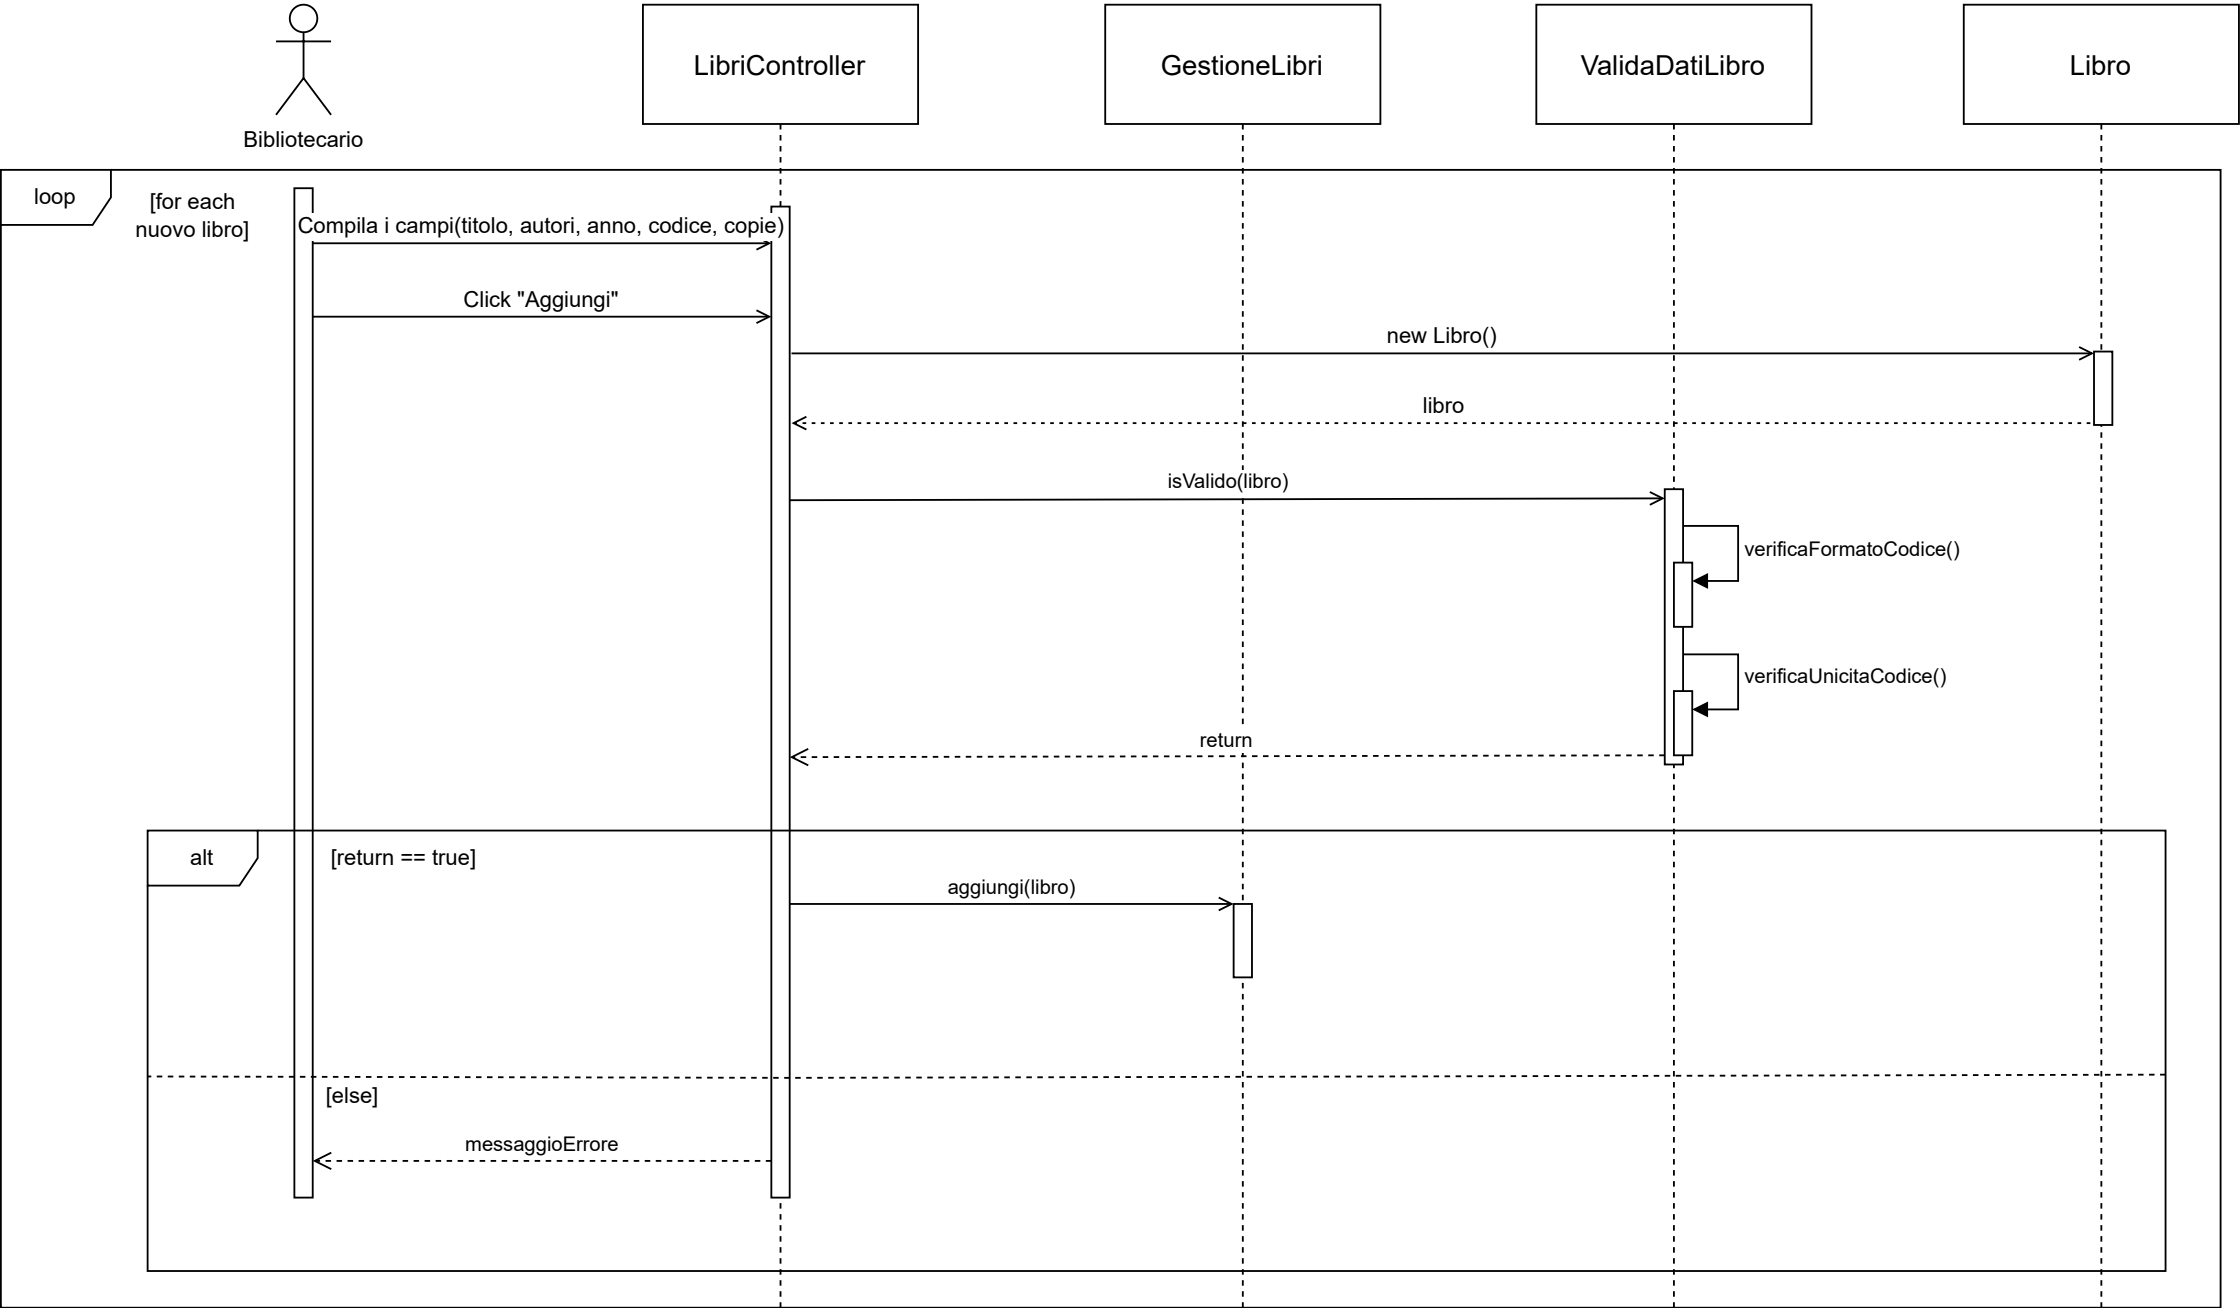 LibriController
GestioneLibri
ValidaDatiLibro
Libro
Bibliotecario
loop
[for each
nuovo libro]
Compila i campi(titolo, autori, anno, codice, copie)
Click "Aggiungi"
new Libro()
libro
isValido(libro)
verificaFormatoCodice()
verificaUnicitaCodice()
return
alt
[return == true]
aggiungi(libro)
[else]
messaggioErrore